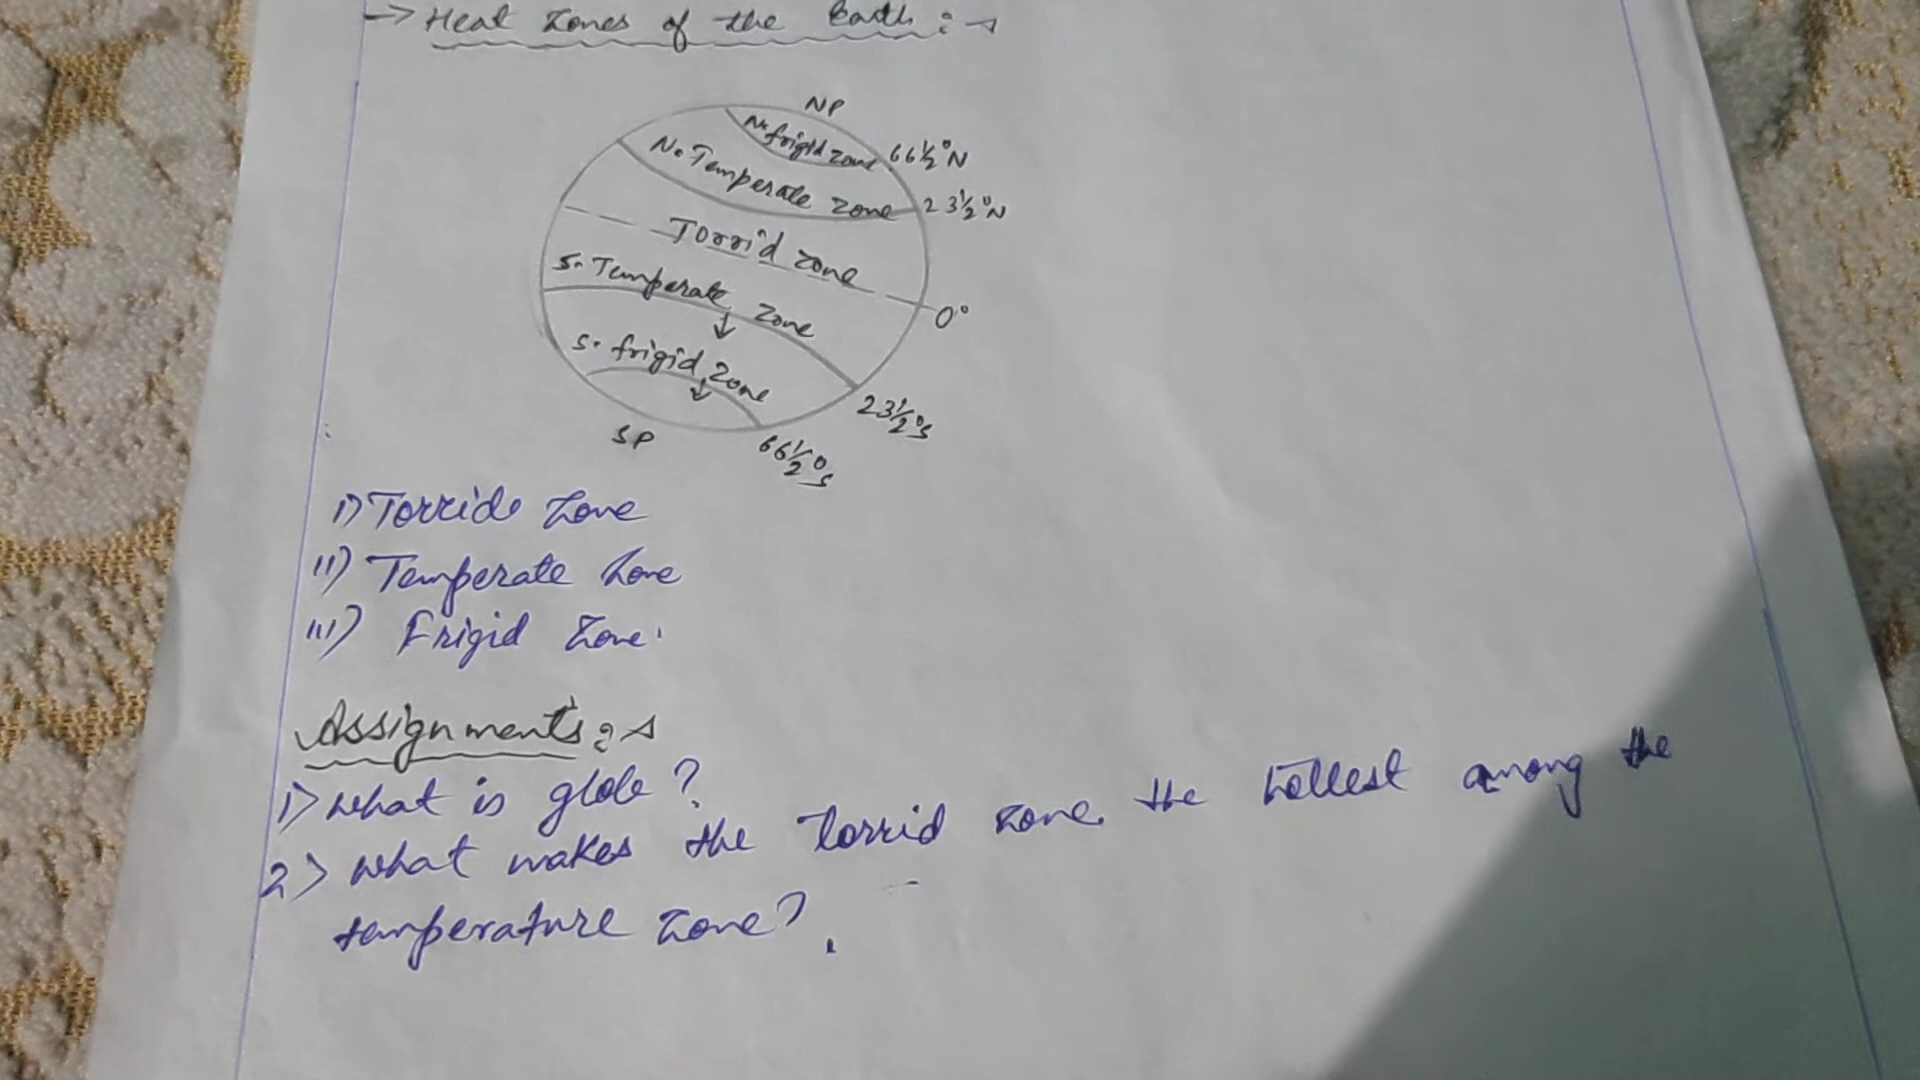 → Heat Zones of the Earth :→
NP
N. frigid zone 66½°N
N. Temperate zone 23½°N
Torrid zone
0°
S. Temperate zone
↓
S. frigid zone
↓
23½°S
SP
66½°S
i) Torride Zone
ii) Temperate Zone
iii) Frigid Zone.
Assignments :→
1) What is globe?
2) What makes the torrid zone the hottest among the
temperature zone?